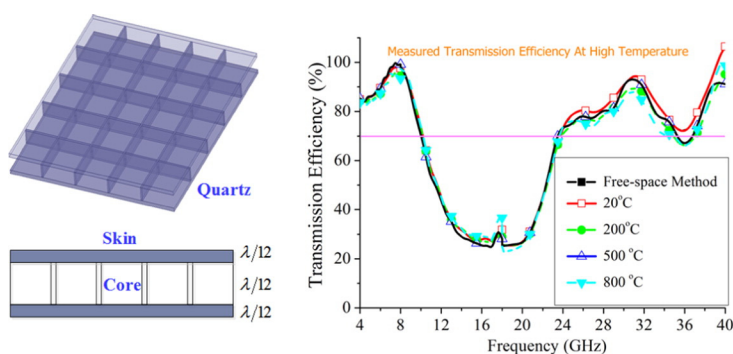 Quartz
Skin
λ/12
Core
λ/12
λ/12
Measured Transmission Efficiency At High Temperature
Transmission Efficiency (%)
100
80
70
60
40
20
0
Free-space Method
20°C
200°C
500 °C
800 °C
4 8 12 16 20 24 28 32 36 40
Frequency (GHz)